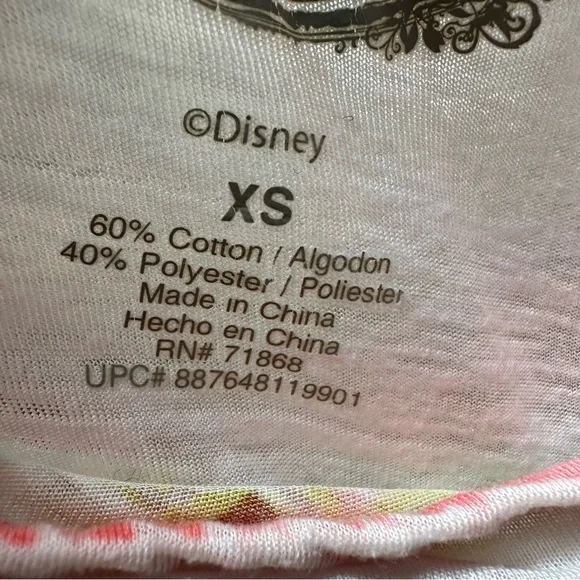 ©Disney
XS
60% Cotton / Algodon
40% Polyester / Poliester
Made in China
Hecho en China
RN# 71868
UPC# 887648119901